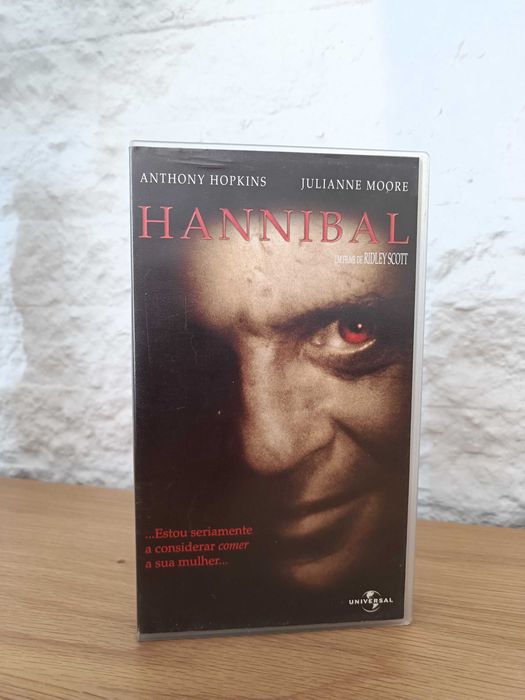 ANTHONY HOPKINS JULIANNE MOORE
HANNIBAL
UM FILME DE RIDLEY SCOTT
...Estou seriamente
a considerar comer
a sua mulher...
UNIVERSAL